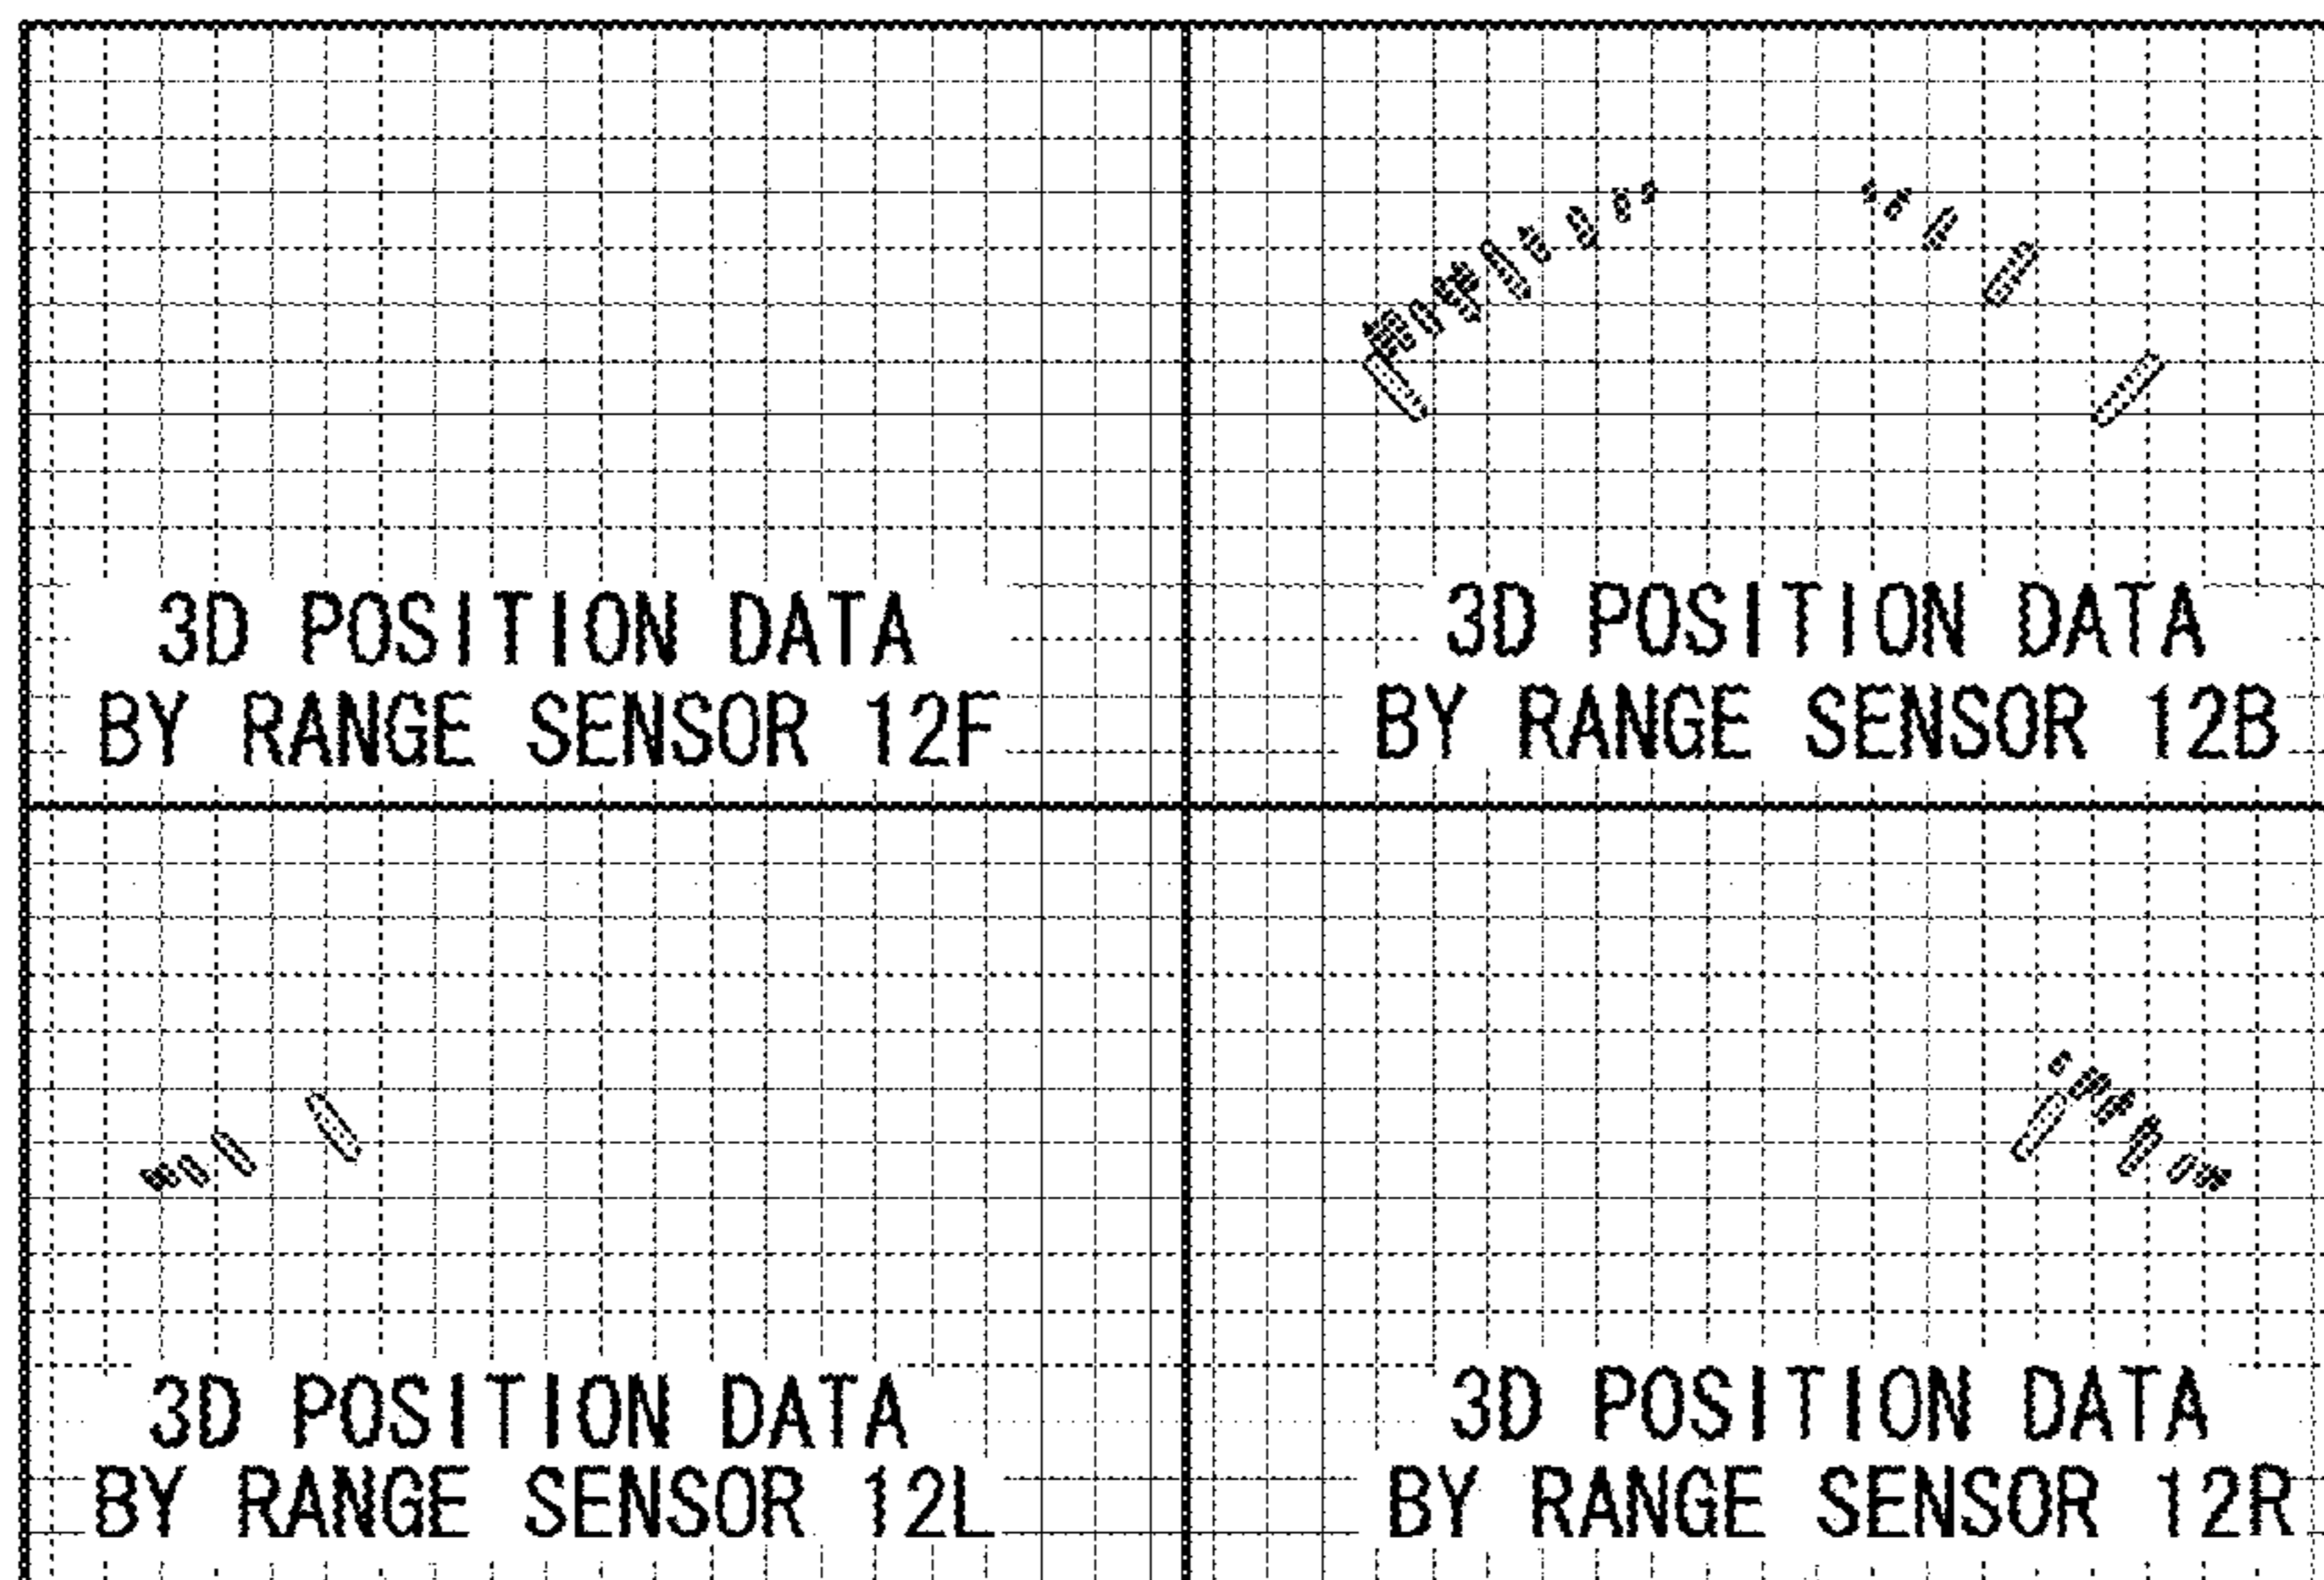 3D POSITION DATA
BY RANGE SENSOR 12F
3D POSITION DATA
BY RANGE SENSOR 12B
3D POSITION DATA
BY RANGE SENSOR 12L
3D POSITION DATA
BY RANGE SENSOR 12R